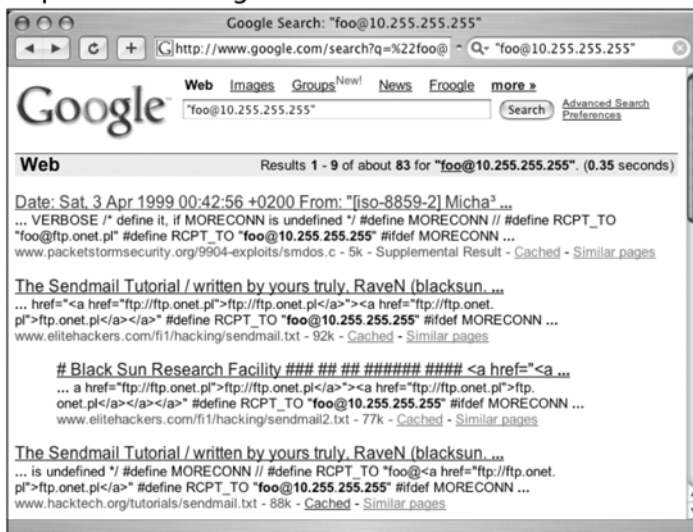 Google Search: "foo@10.255.255.255"
http://www.google.com/search?q=%22foo@
"foo@10.255.255.255"
Google
Web Images Groups New! News Froogle more »
"foo@10.255.255.255"
Search
Advanced Search
Preferences
Web
Results 1 - 9 of about 83 for "foo@10.255.255.255". (0.35 seconds)
Date: Sat, 3 Apr 1999 00:42:56 +0200 From: "[iso-8859-2] Micha³ ...
... VERBOSE /* define it, if MORECONN is undefined */ #define MORECONN // #define RCPT_TO
"foo@ftp.onet.pl" #define RCPT_TO "foo@10.255.255.255" #ifdef MORECONN ...
www.packetstormsecurity.org/9904-exploits/smdos.c - 5k - Supplemental Result - Cached - Similar pages
The Sendmail Tutorial / written by yours truly, RaveN (blacksun. ...
... href="<a href="ftp://ftp.onet.pl">ftp://ftp.onet.pl</a>"><a href="ftp://ftp.onet.
pl">ftp.onet.pl</a></a>" #define RCPT_TO "foo@10.255.255.255" #ifdef MORECONN ...
www.elitehackers.com/fi1/hacking/sendmail.txt - 92k - Cached - Similar pages
# Black Sun Research Facility ### ## ## ###### #### <a href="<a ...
... a href="ftp://ftp.onet.pl">ftp://ftp.onet.pl</a>"><a href="ftp://ftp.onet.pl">ftp.
onet.pl</a></a>" #define RCPT_TO "foo@10.255.255.255" #ifdef MORECONN ...
www.elitehackers.com/fi1/hacking/sendmail2.txt - 77k - Cached - Similar pages
The Sendmail Tutorial / written by yours truly, RaveN (blacksun. ...
... is undefined */ #define MORECONN // #define RCPT_TO "foo@<a href="ftp://ftp.onet.
pl">ftp.onet.pl</a>" #define RCPT_TO "foo@10.255.255.255" #ifdef MORECONN ...
www.hacktech.org/tutorials/sendmail.txt - 88k - Cached - Similar pages